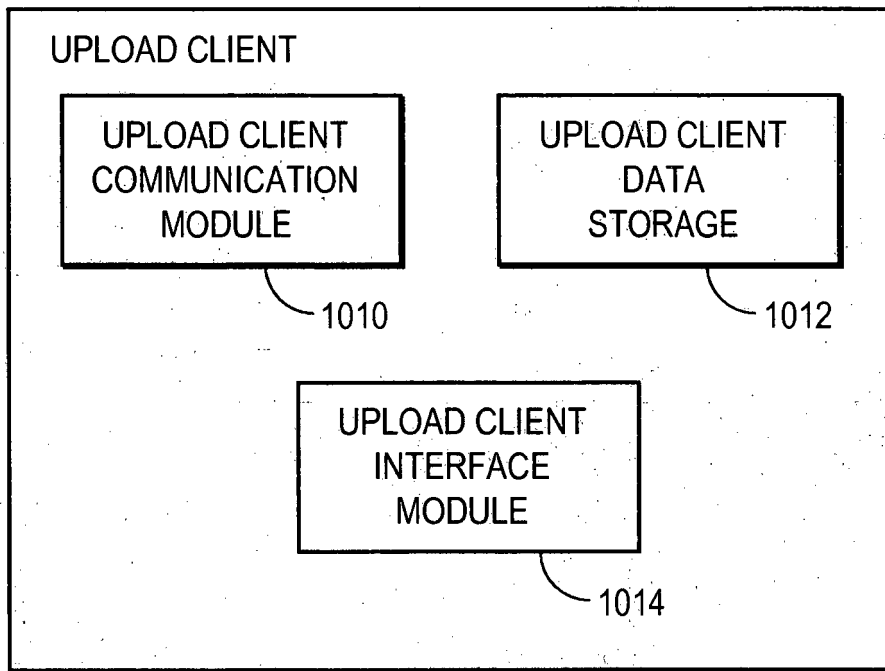 UPLOAD CLIENT
UPLOAD CLIENT
COMMUNICATION
MODULE
1010
UPLOAD CLIENT
DATA
STORAGE
1012
UPLOAD CLIENT
INTERFACE
MODULE
1014